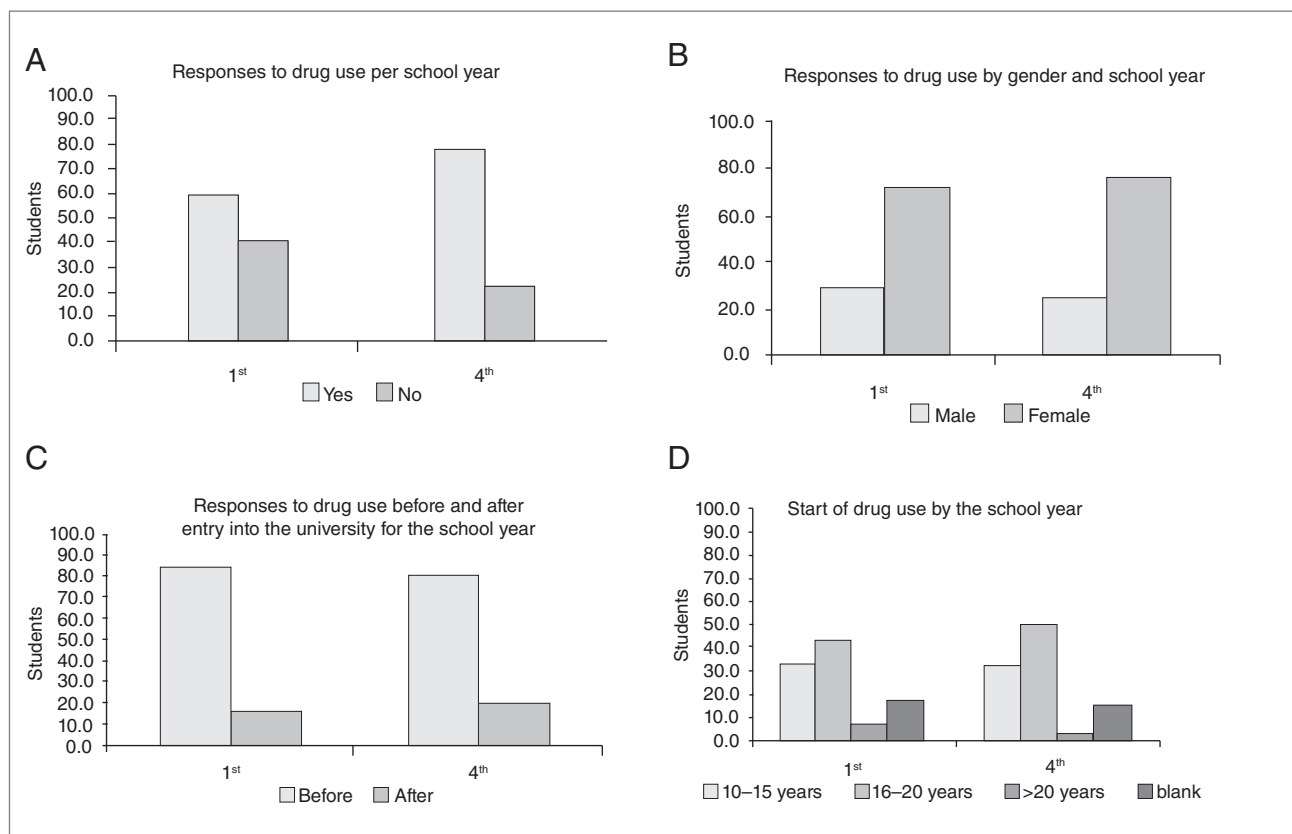 A
Responses to drug use per school year
100.0
90.0
80.0
70.0
60.0
50.0
40.0
30.0
20.0
10.0
0.0
Students
1st
4th
Yes No
B
Responses to drug use by gender and school year
100.0
80.0
60.0
40.0
20.0
0.0
Students
1st
4th
Male Female
C
Responses to drug use before and after
entry into the university for the school year
100.0
90.0
80.0
70.0
60.0
50.0
40.0
30.0
20.0
10.0
0.0
Students
1st
4th
Before After
D
Start of drug use by the school year
100.0
90.0
80.0
70.0
60.0
50.0
40.0
30.0
20.0
10.0
0.0
Students
1st
4th
10–15 years 16–20 years >20 years blank